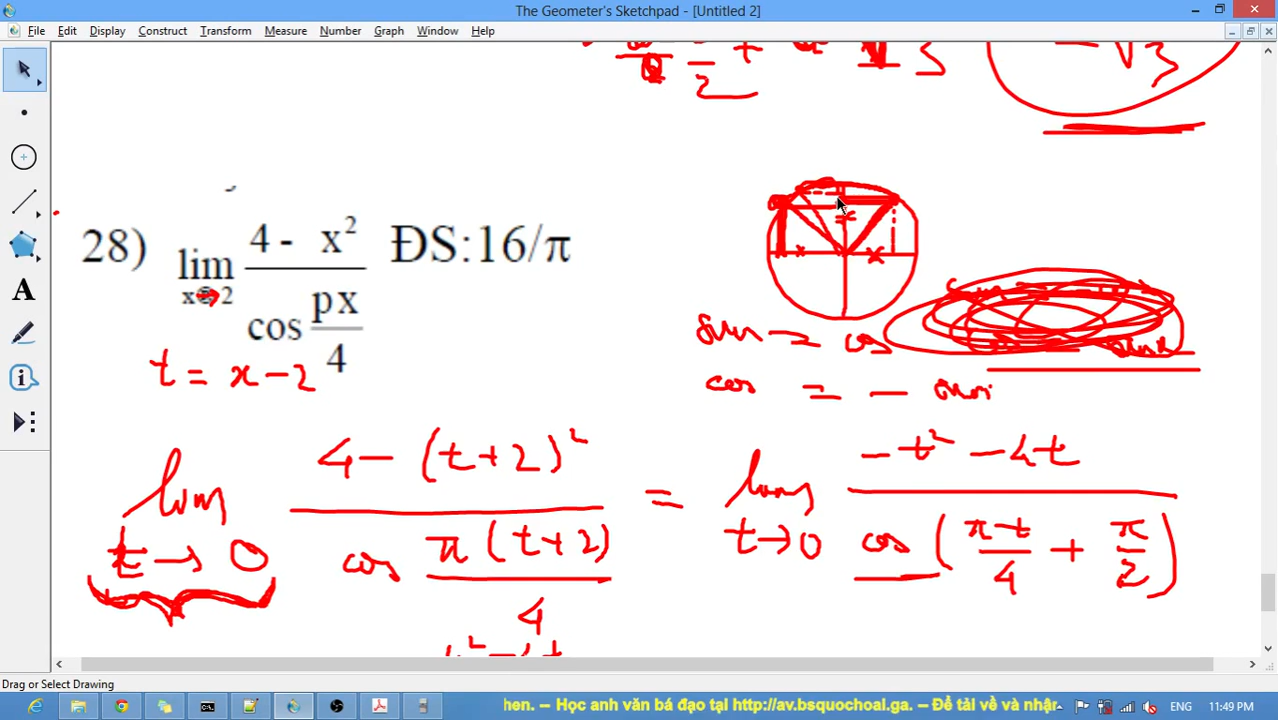 The Geometer's Sketchpad - [Untitled 2]
File Edit Display Construct Transform Measure Number Graph Window Help
2 + √3
28) lim 4 - x² ĐS:16/π
x → 2
cos px
4
t = x - 2
x x x
sin = cos
cos = - sin
lim 4 - (t+2)² = lim -t² - 4t
t → 0 cos π(t+2) t → 0 cos (πt/4 + π/2)
4
Drag or Select Drawing
hen. – Học anh văn bá đạo tại http://av.bsquochoai.ga. – Để tải về và nhận
ENG 11:49 PM